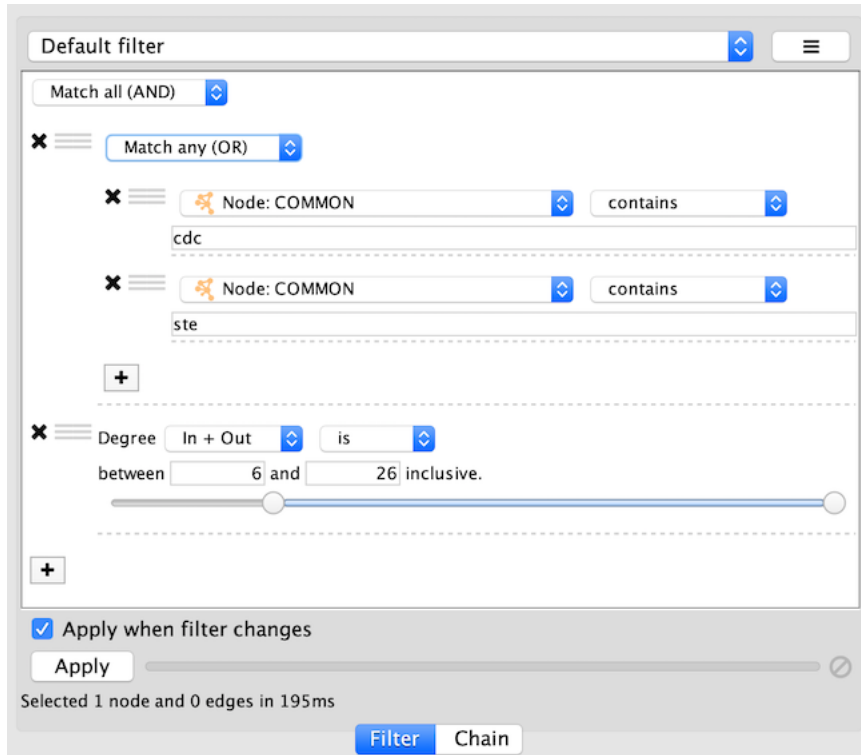 Default filter
Match all (AND)
Match any (OR)
Node: COMMON contains
cdc
Node: COMMON contains
ste
Degree In + Out is
between 6 and 26 inclusive.
Apply when filter changes
Apply
Selected 1 node and 0 edges in 195ms
Filter Chain